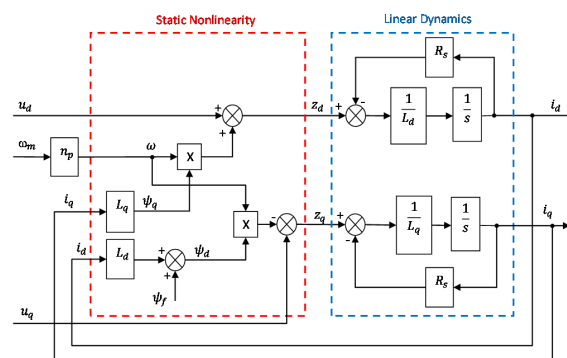 Static Nonlinearity
Linear Dynamics
R_s
u_d
+
+
z_d
+
-
1/L_d
1/s
i_d
ω_m
n_p
ω
X
i_q
L_q
ψ_q
X
-
z_q
+
-
1/L_q
1/s
i_q
i_d
L_d
+
+
ψ_d
ψ_f
R_s
u_q